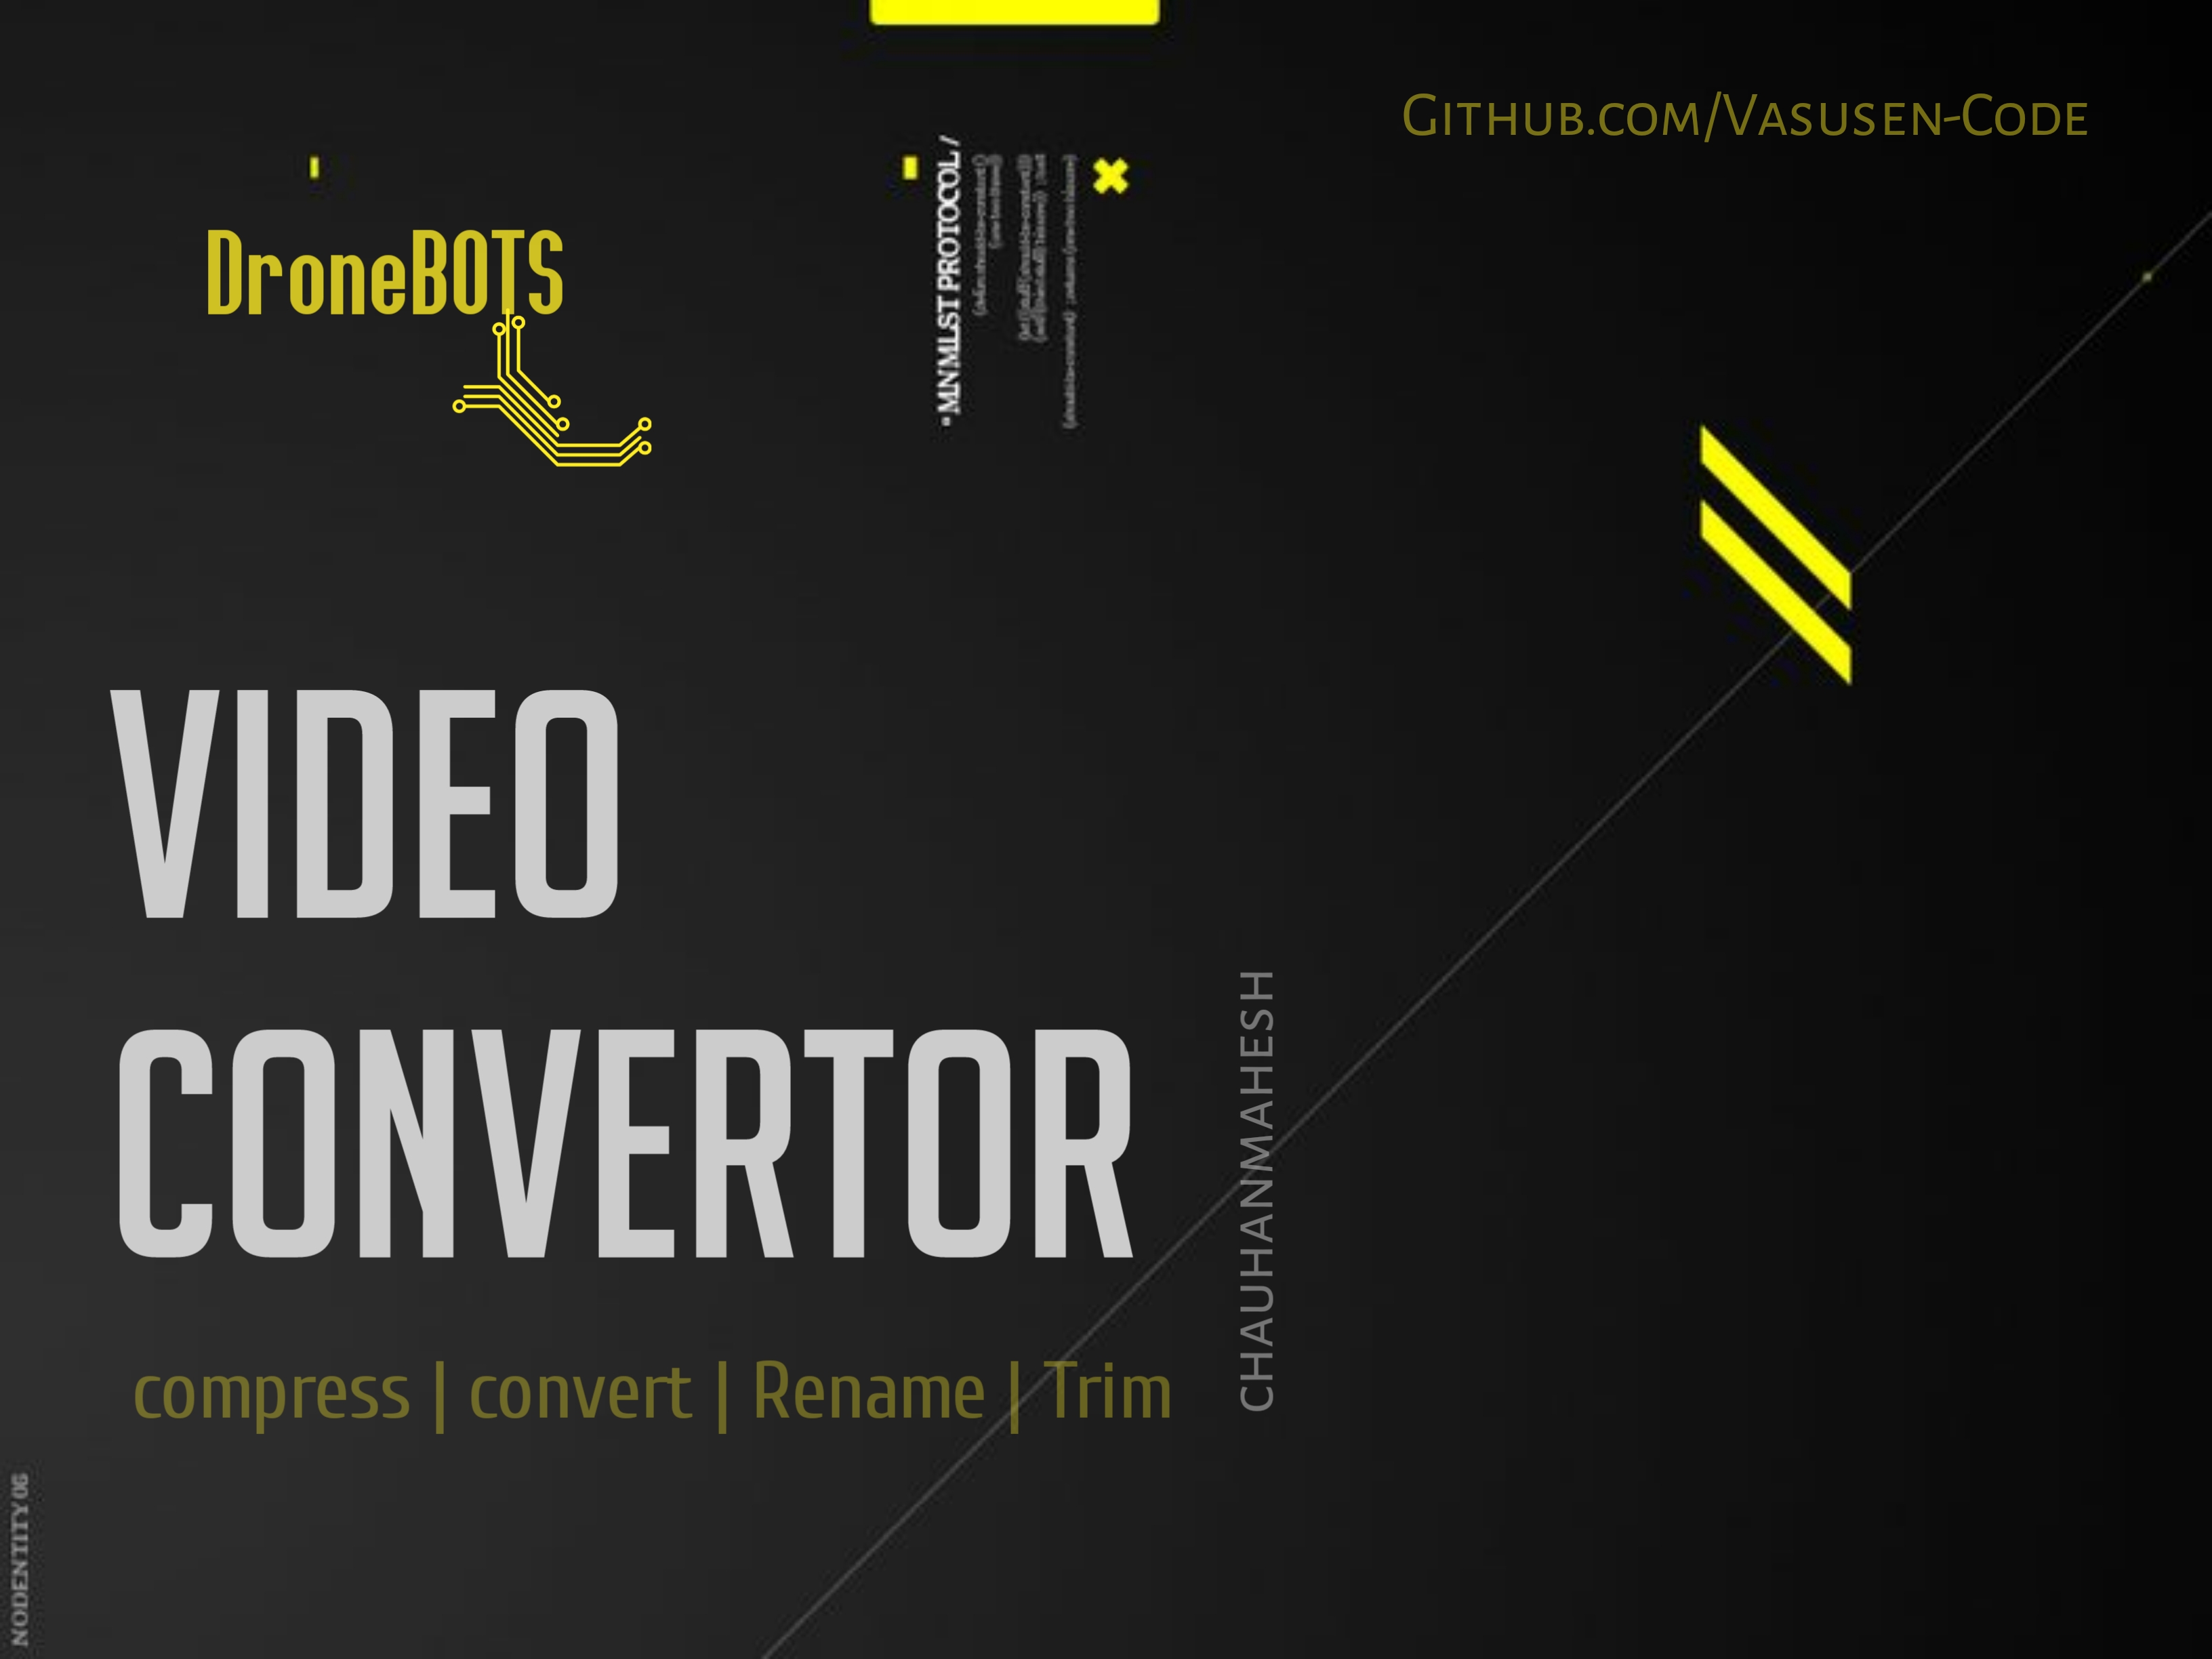 GITHUB.COM/VASUSEN-CODE
DroneBOTS
▪ MNMLST PROTOCOL /
VIDEO
CONVERTOR
CHAUHANMAHESH
compress | convert | Rename | Trim
NODENTITY 06